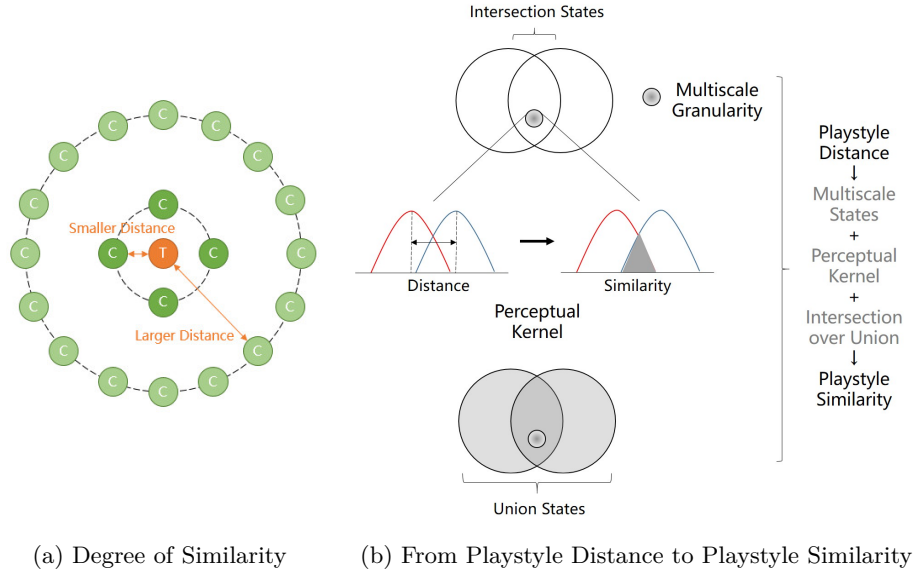 C
C C
C C
C C
C
Smaller Distance
C C T C C
C
C C
Larger Distance
C C
C C
C
(a) Degree of Similarity
Intersection States
Multiscale
Granularity
Distance
Similarity
Perceptual
Kernel
Union States
Playstyle
Distance
↓
Multiscale
States
+
Perceptual
Kernel
+
Intersection
over Union
↓
Playstyle
Similarity
(b) From Playstyle Distance to Playstyle Similarity